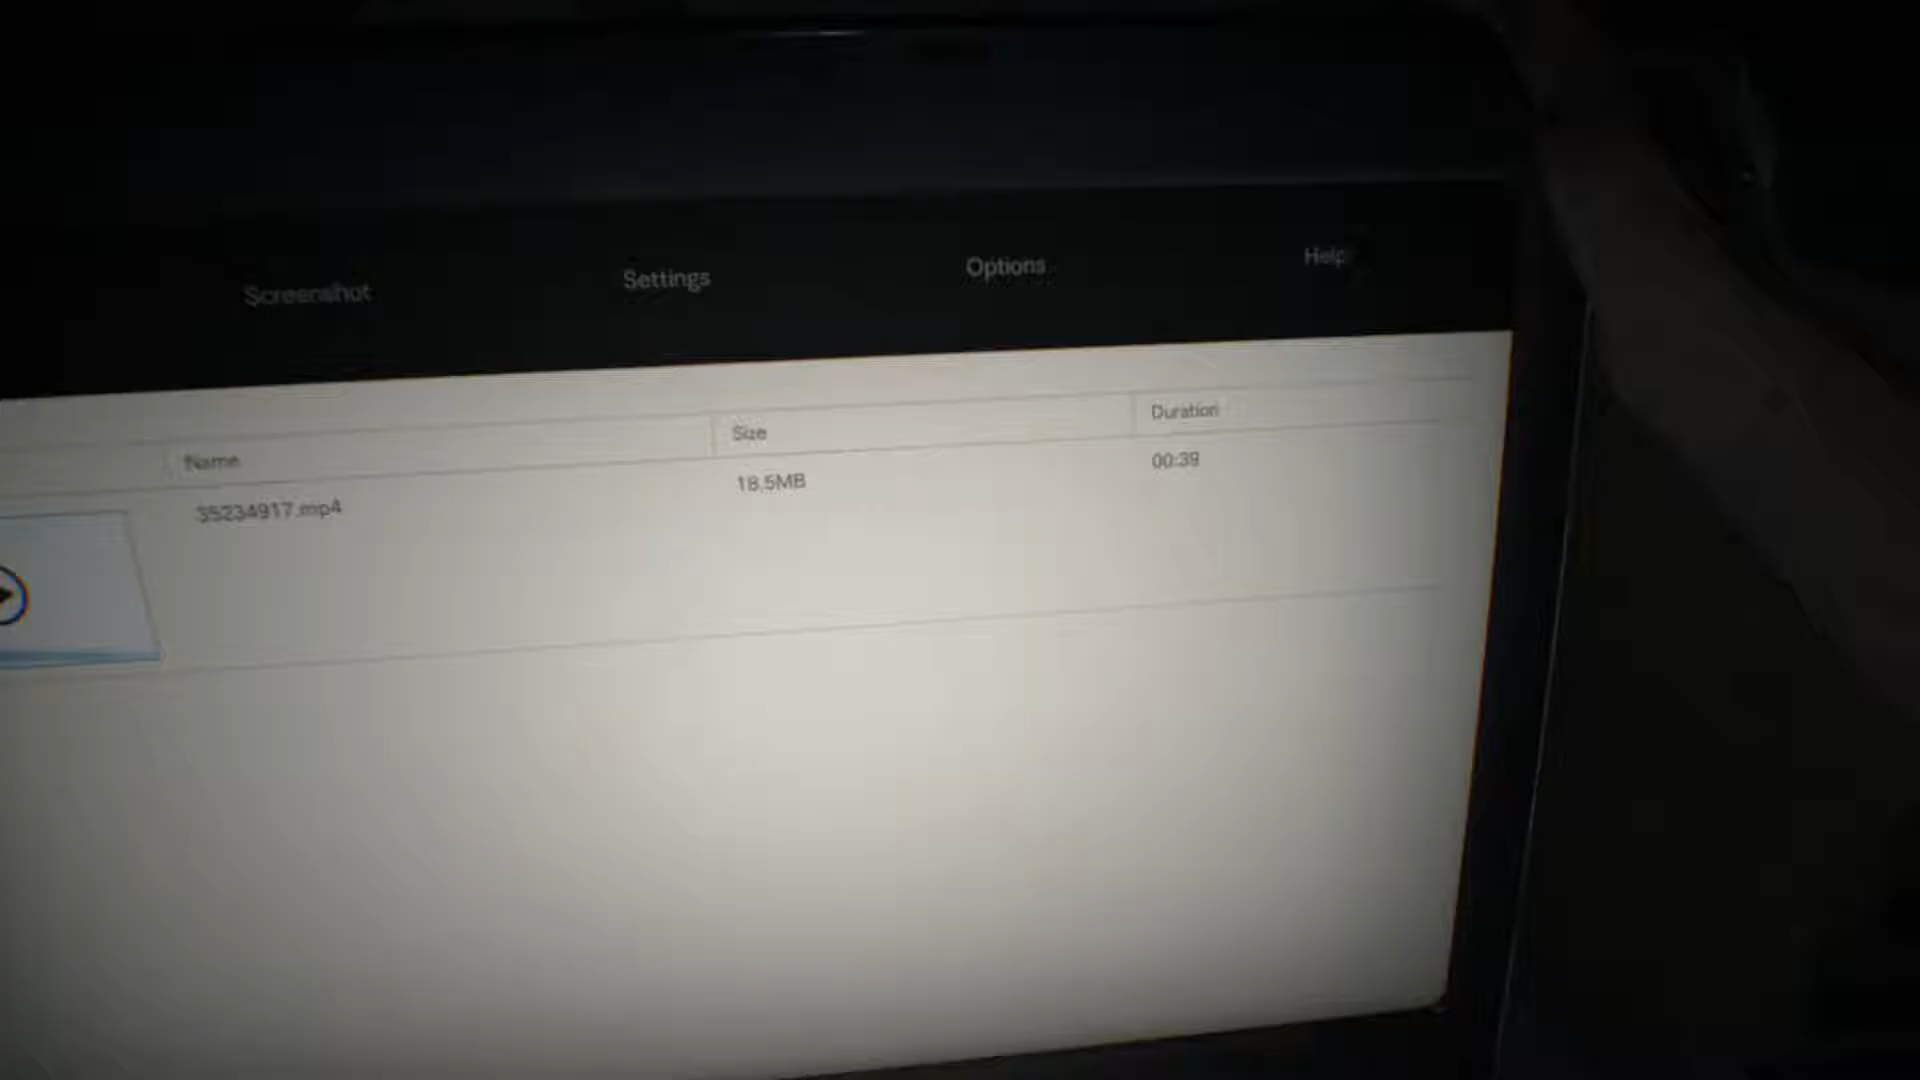 Screenshot Settings Options Help
Name Size Duration
35234917.mp4 18.5MB 00:39